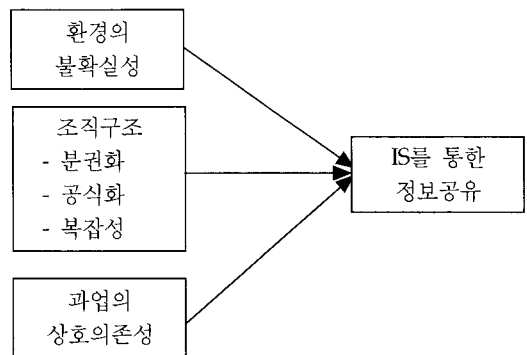 환경의
불확실성
조직구조
- 분권화
- 공식화
- 복잡성
IS를 통한
정보공유
과업의
상호의존성